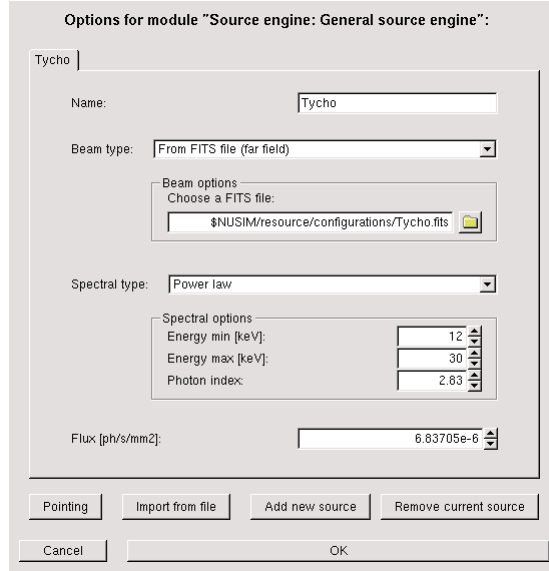 Options for module "Source engine: General source engine":
Tycho
Name: Tycho
Beam type: From FITS file (far field)
Beam options
Choose a FITS file:
$NUSIM/resource/configurations/Tycho.fits
Spectral type: Power law
Spectral options
Energy min [keV]: 12
Energy max [keV]: 30
Photon index: 2.83
Flux [ph/s/mm2]: 6.83705e-6
Pointing Import from file Add new source Remove current source
Cancel OK